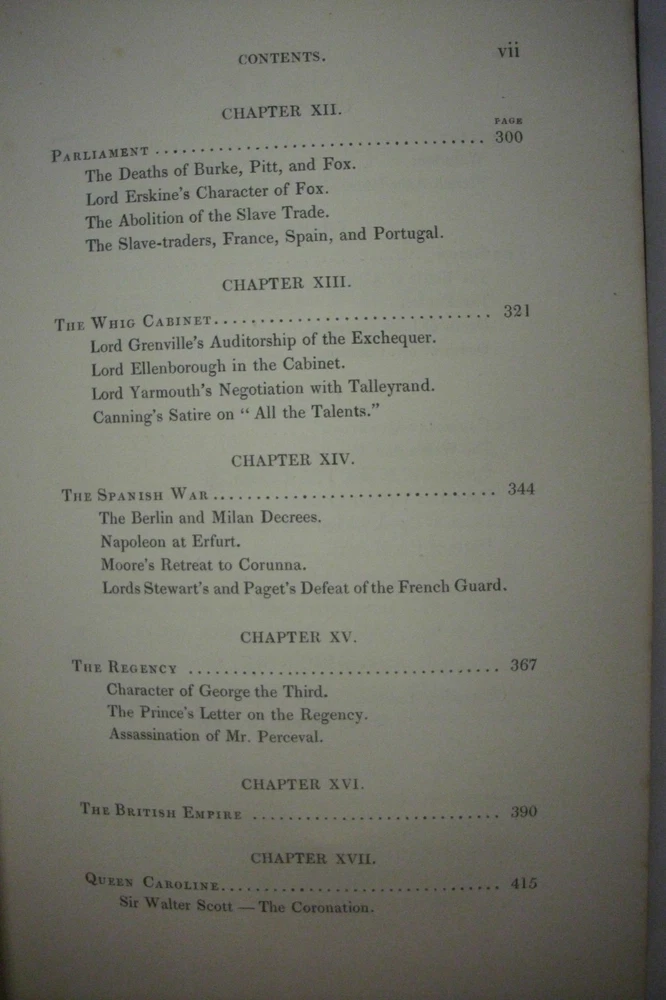 CONTENTS. vii
CHAPTER XII.
PAGE
PARLIAMENT ........................................ 300
The Deaths of Burke, Pitt, and Fox.
Lord Erskine's Character of Fox.
The Abolition of the Slave Trade.
The Slave-traders, France, Spain, and Portugal.
CHAPTER XIII.
THE WHIG CABINET................................ 321
Lord Grenville's Auditorship of the Exchequer.
Lord Ellenborough in the Cabinet.
Lord Yarmouth's Negotiation with Talleyrand.
Canning's Satire on "All the Talents."
CHAPTER XIV.
THE SPANISH WAR................................. 344
The Berlin and Milan Decrees.
Napoleon at Erfurt.
Moore's Retreat to Corunna.
Lords Stewart's and Paget's Defeat of the French Guard.
CHAPTER XV.
THE REGENCY .................................... 367
Character of George the Third.
The Prince's Letter on the Regency.
Assassination of Mr. Perceval.
CHAPTER XVI.
THE BRITISH EMPIRE ............................. 390
CHAPTER XVII.
QUEEN CAROLINE................................. 415
Sir Walter Scott — The Coronation.